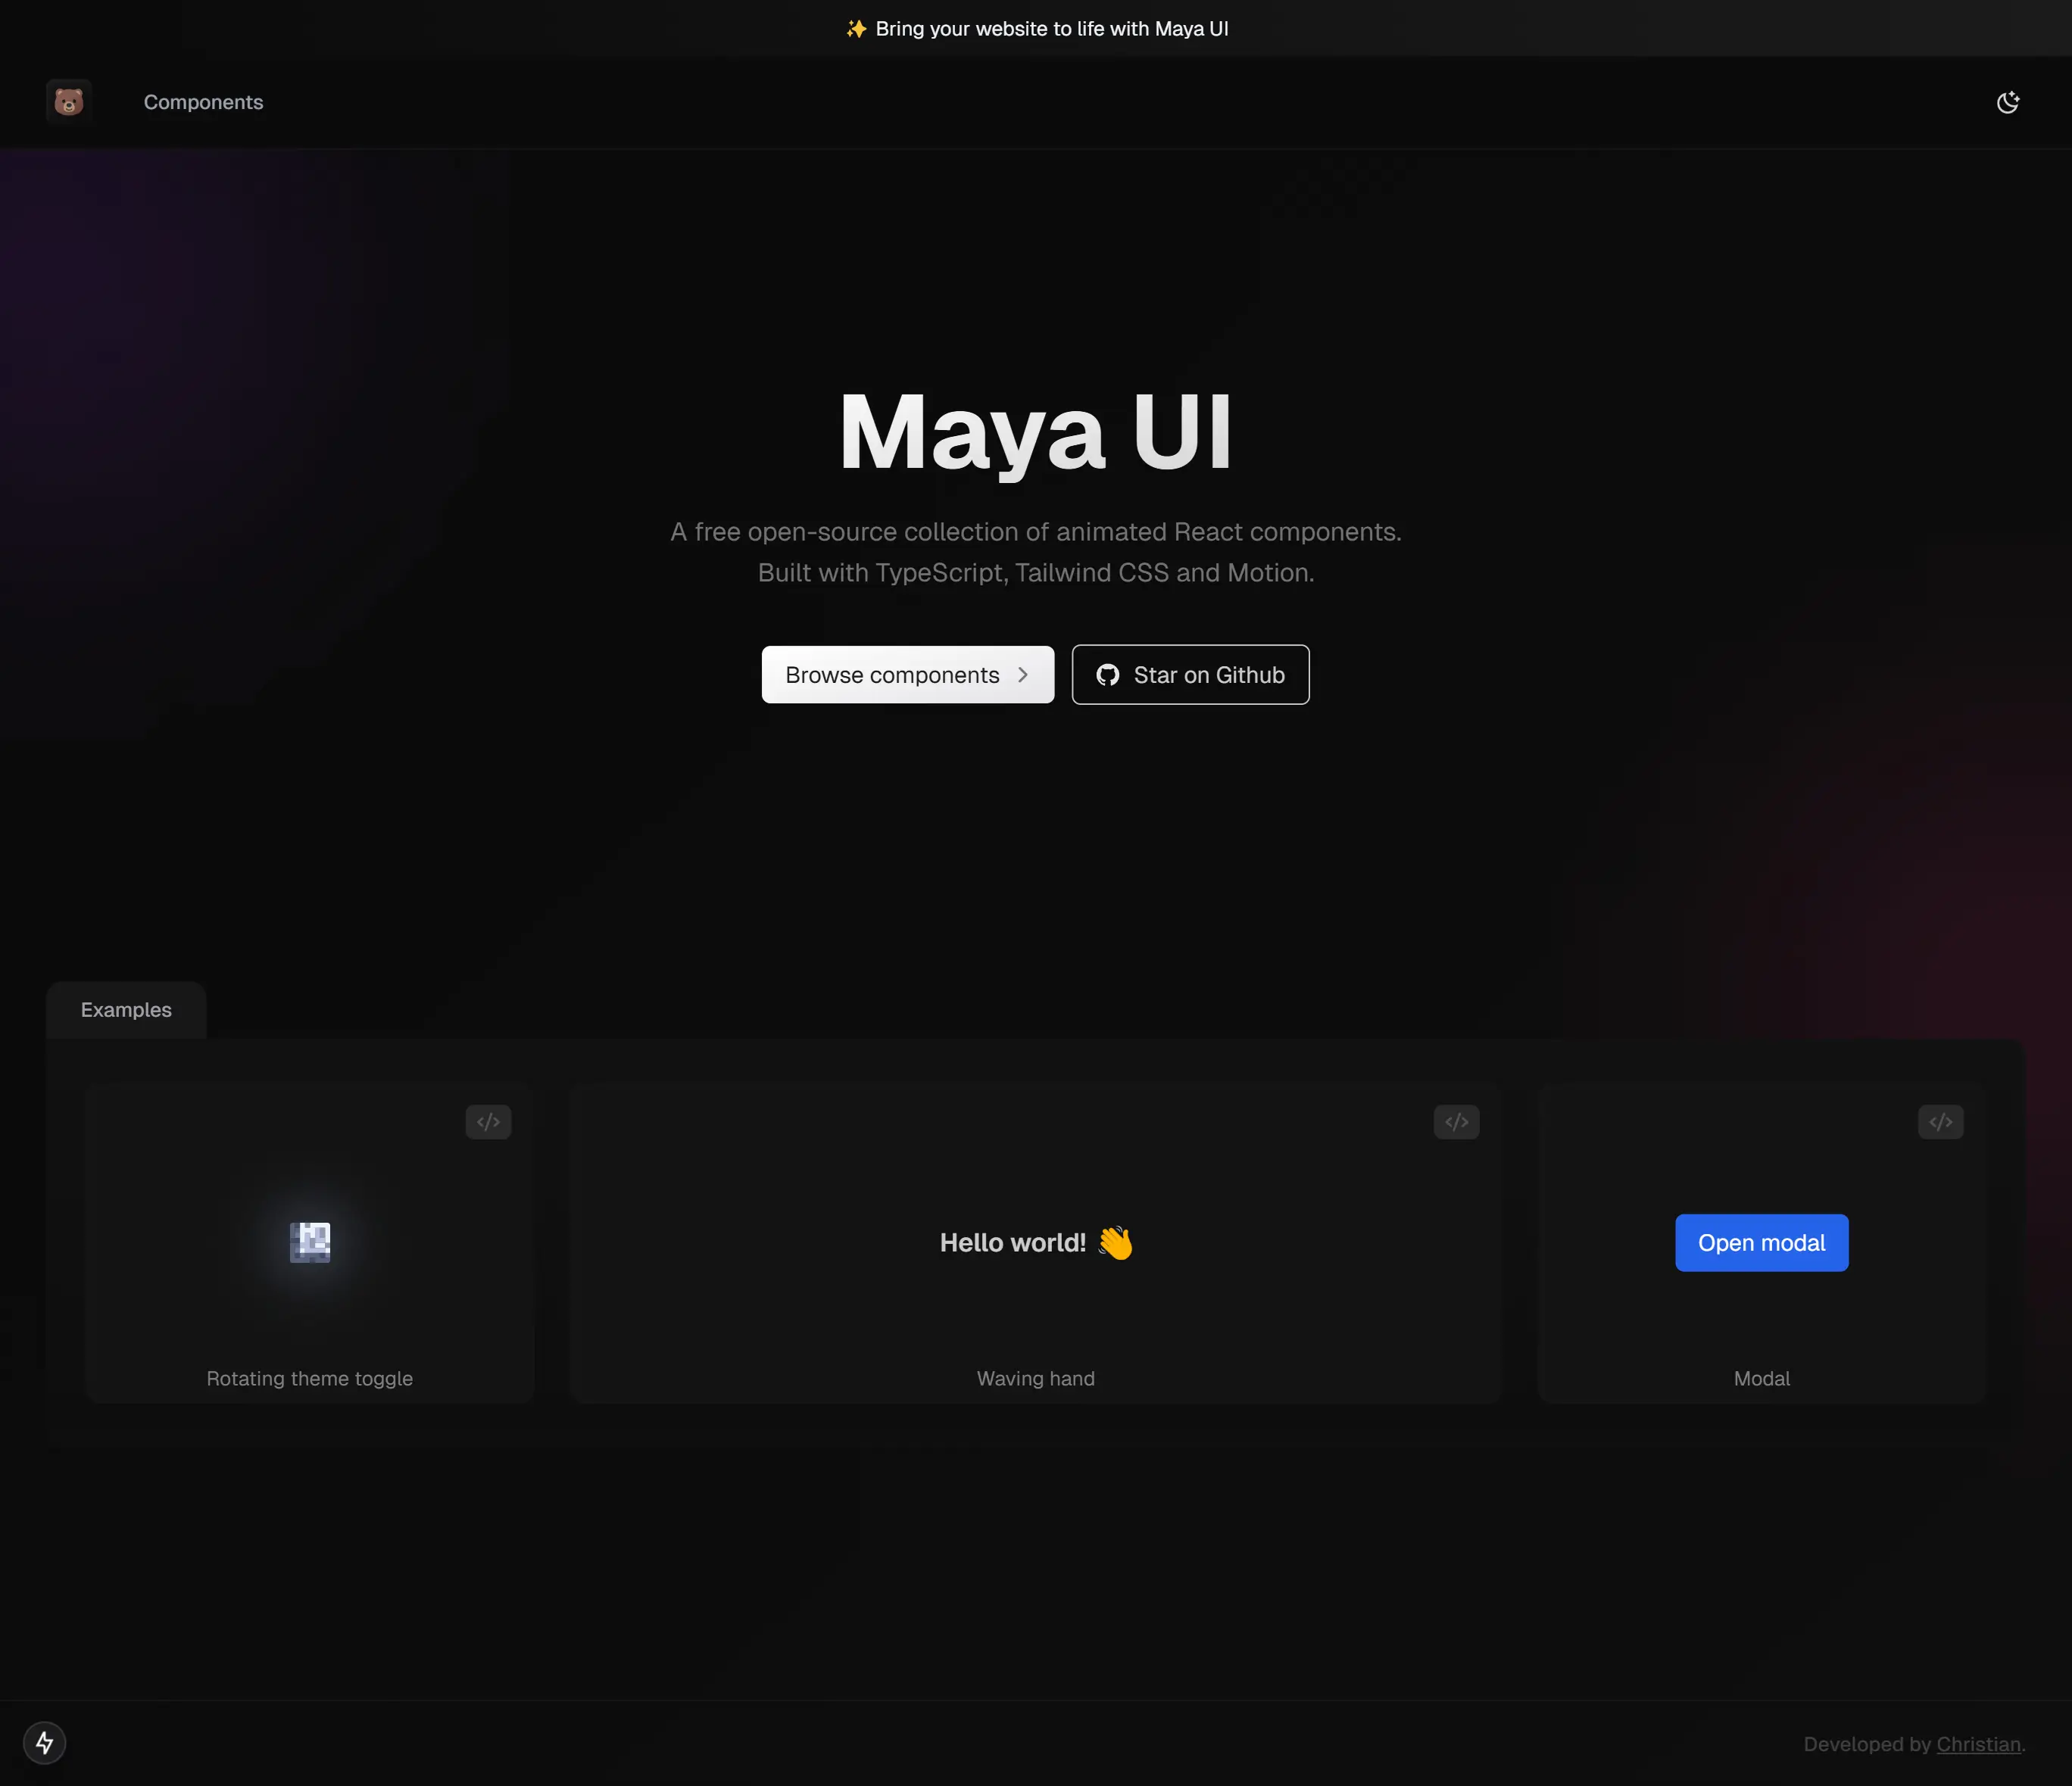 ✨ Bring your website to life with Maya UI
Components
Maya UI
A free open-source collection of animated React components.
Built with TypeScript, Tailwind CSS and Motion.
Browse components
Star on Github
Examples
</>
</>
</>
Hello world! 👋
Open modal
Rotating theme toggle
Waving hand
Modal
Developed by Christian.